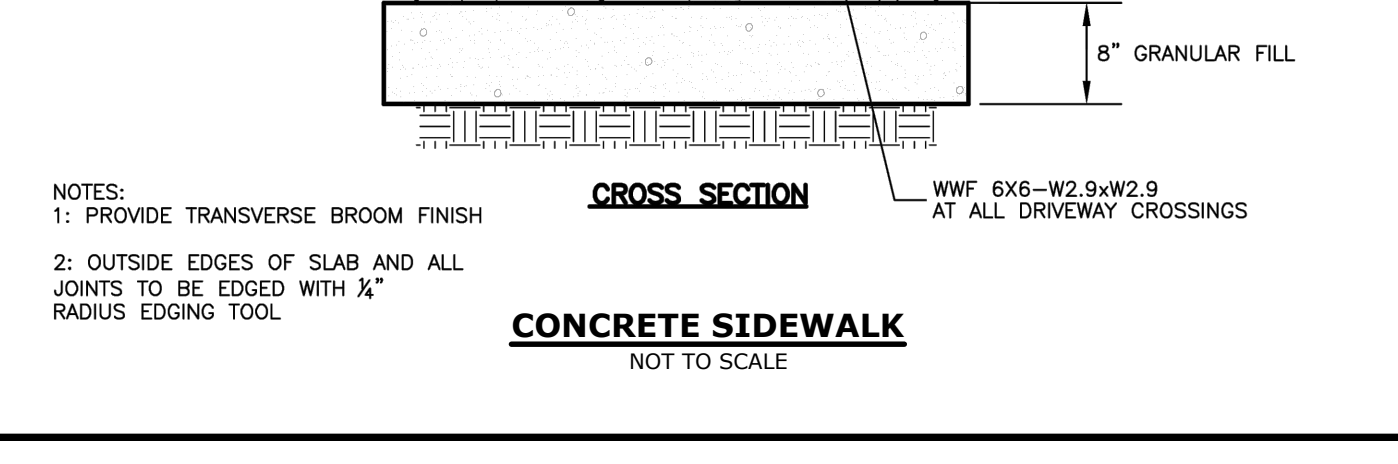 8” GRANULAR FILL
CROSS SECTION
WWF 6X6–W2.9xW2.9
AT ALL DRIVEWAY CROSSINGS
NOTES:
1: PROVIDE TRANSVERSE BROOM FINISH
2: OUTSIDE EDGES OF SLAB AND ALL
JOINTS TO BE EDGED WITH ¼”
RADIUS EDGING TOOL
CONCRETE SIDEWALK
NOT TO SCALE